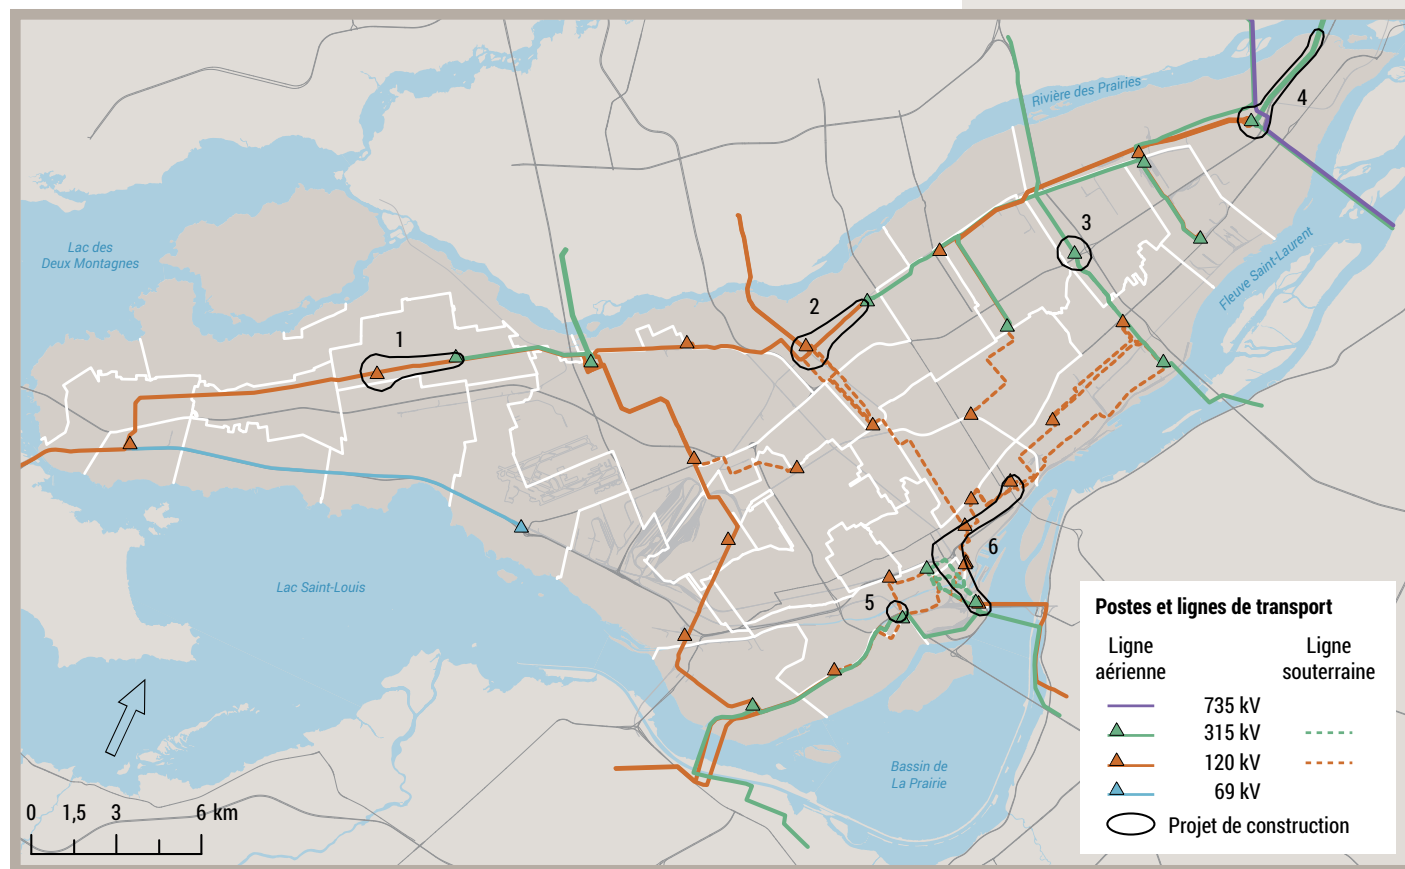 Rivière des Prairies
4
3
Lac des
Deux Montagnes
Fleuve Saint-Laurent
2
1
6
Lac Saint-Louis
5
Bassin de
La Prairie
0 1,5 3 6 km
Postes et lignes de transport
Ligne aérienne
Ligne souterraine
735 kV
315 kV
120 kV
69 kV
Projet de construction